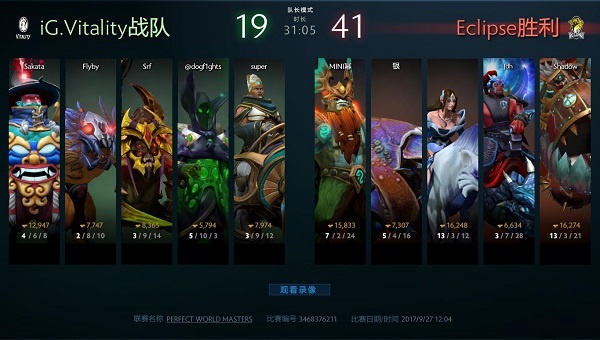 iG.Vitality战队
19
队长模式
时长
31:05
41
Eclipse胜利
VITALITY
Sakata
Flyby
Srf
@dogf1ghts
super
锁
Shadow
12,947
7,747
8,365
5,794
7,974
15,833
7,307
16,248
6,634
16,274
4 / 6 / 8
2 / 8 / 10
3 / 9 / 14
5 / 10 / 3
3 / 9 / 12
7 / 2 / 24
5 / 4 / 16
13 / 3 / 12
3 / 7 / 28
13 / 3 / 21
观看录像
联赛名称 PERFECT WORLD MASTERS 比赛编号 3468376211 比赛日期/时间 2017/9/27 12:04